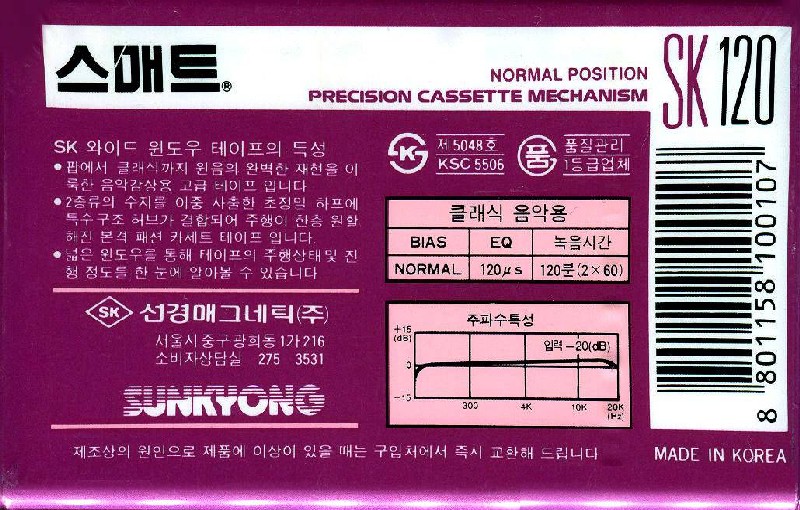 스매트®
NORMAL POSITION
PRECISION CASSETTE MECHANISM
SK 120
SK 와이드 윈도우 테이프의 특성
● 팝에서 클래식까지 원음의 완벽한 재현을 이
룩한 음악감상용 고급 테이프 입니다
● 2종류의 수지를 이중 사출한 초정밀 하프에
특수구조 허브가 결합되어 주행이 한층 원활
해진 본격 패션 카세트 테이프 입니다.
● 넓은 윈도우를 통해 테이프의 주행상태및 진
행 정도를 한 눈에 알아볼 수 있습니다
제 5048 호
KSC 5506
품
품질관리
1등급업체
클래식 음악용
BIAS EQ 녹음시간
NORMAL 120μs 120분(2×60)
주파수특성
+15
(dB)
입력 −20(dB)
0
−15
300 4K 10K 20K
(Hz)
SK 선경매그네틱(주)
서울시 중구 광희동 1가 216
소비자상담실 275 3531
SUNKYONG
제조상의 원인으로 제품에 이상이 있을 때는 구입처에서 즉시 교환해 드립니다
8 801158 100107
MADE IN KOREA